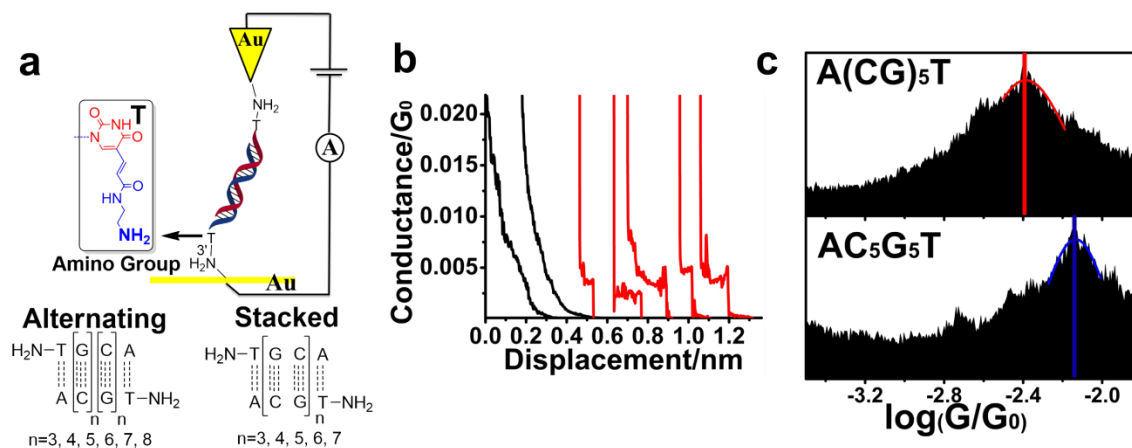 a
Au
NH₂
T
A
T
O
NH
O
N
O
HN
NH₂
Amino Group
T
3'
H₂N
Au
Alternating
H₂N–T G C A
A C G T–NH₂
n n
n=3, 4, 5, 6, 7, 8
Stacked
H₂N–T G C A
A C G T–NH₂
n
n=3, 4, 5, 6, 7
b
Conductance/G₀
0.020
0.015
0.010
0.005
0.0 0.2 0.4 0.6 0.8 1.0 1.2
Displacement/nm
c
A(CG)₅T
AC₅G₅T
-3.2 -2.8 -2.4 -2.0
log(G/G₀)